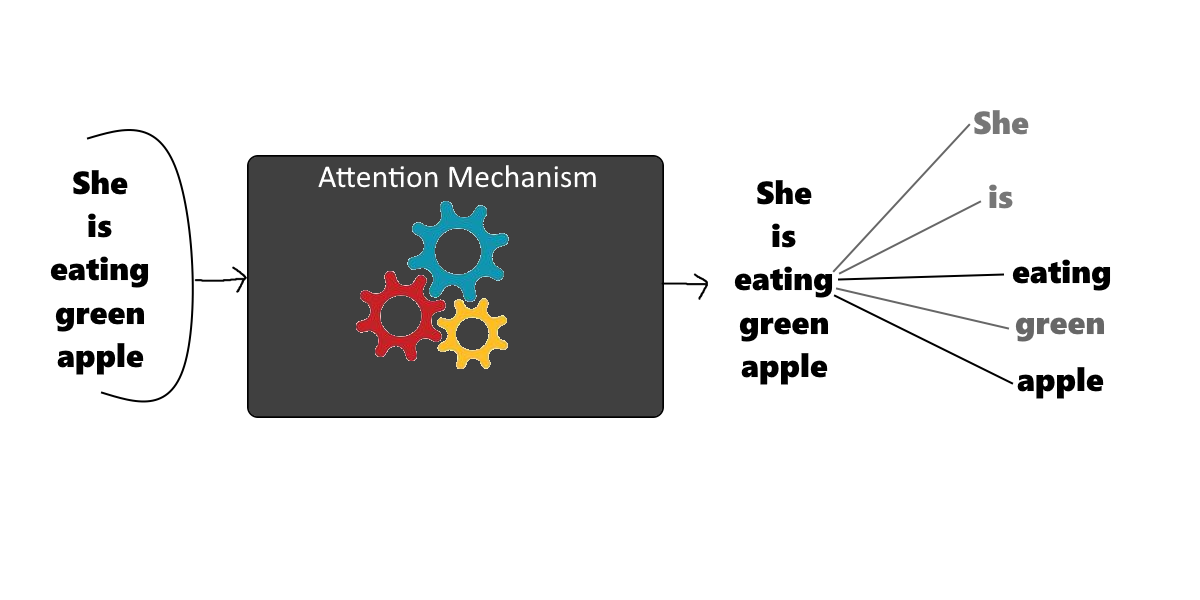 She
is
eating
green
apple
Attention Mechanism
She
is
eating
green
apple
She
is
eating
green
apple